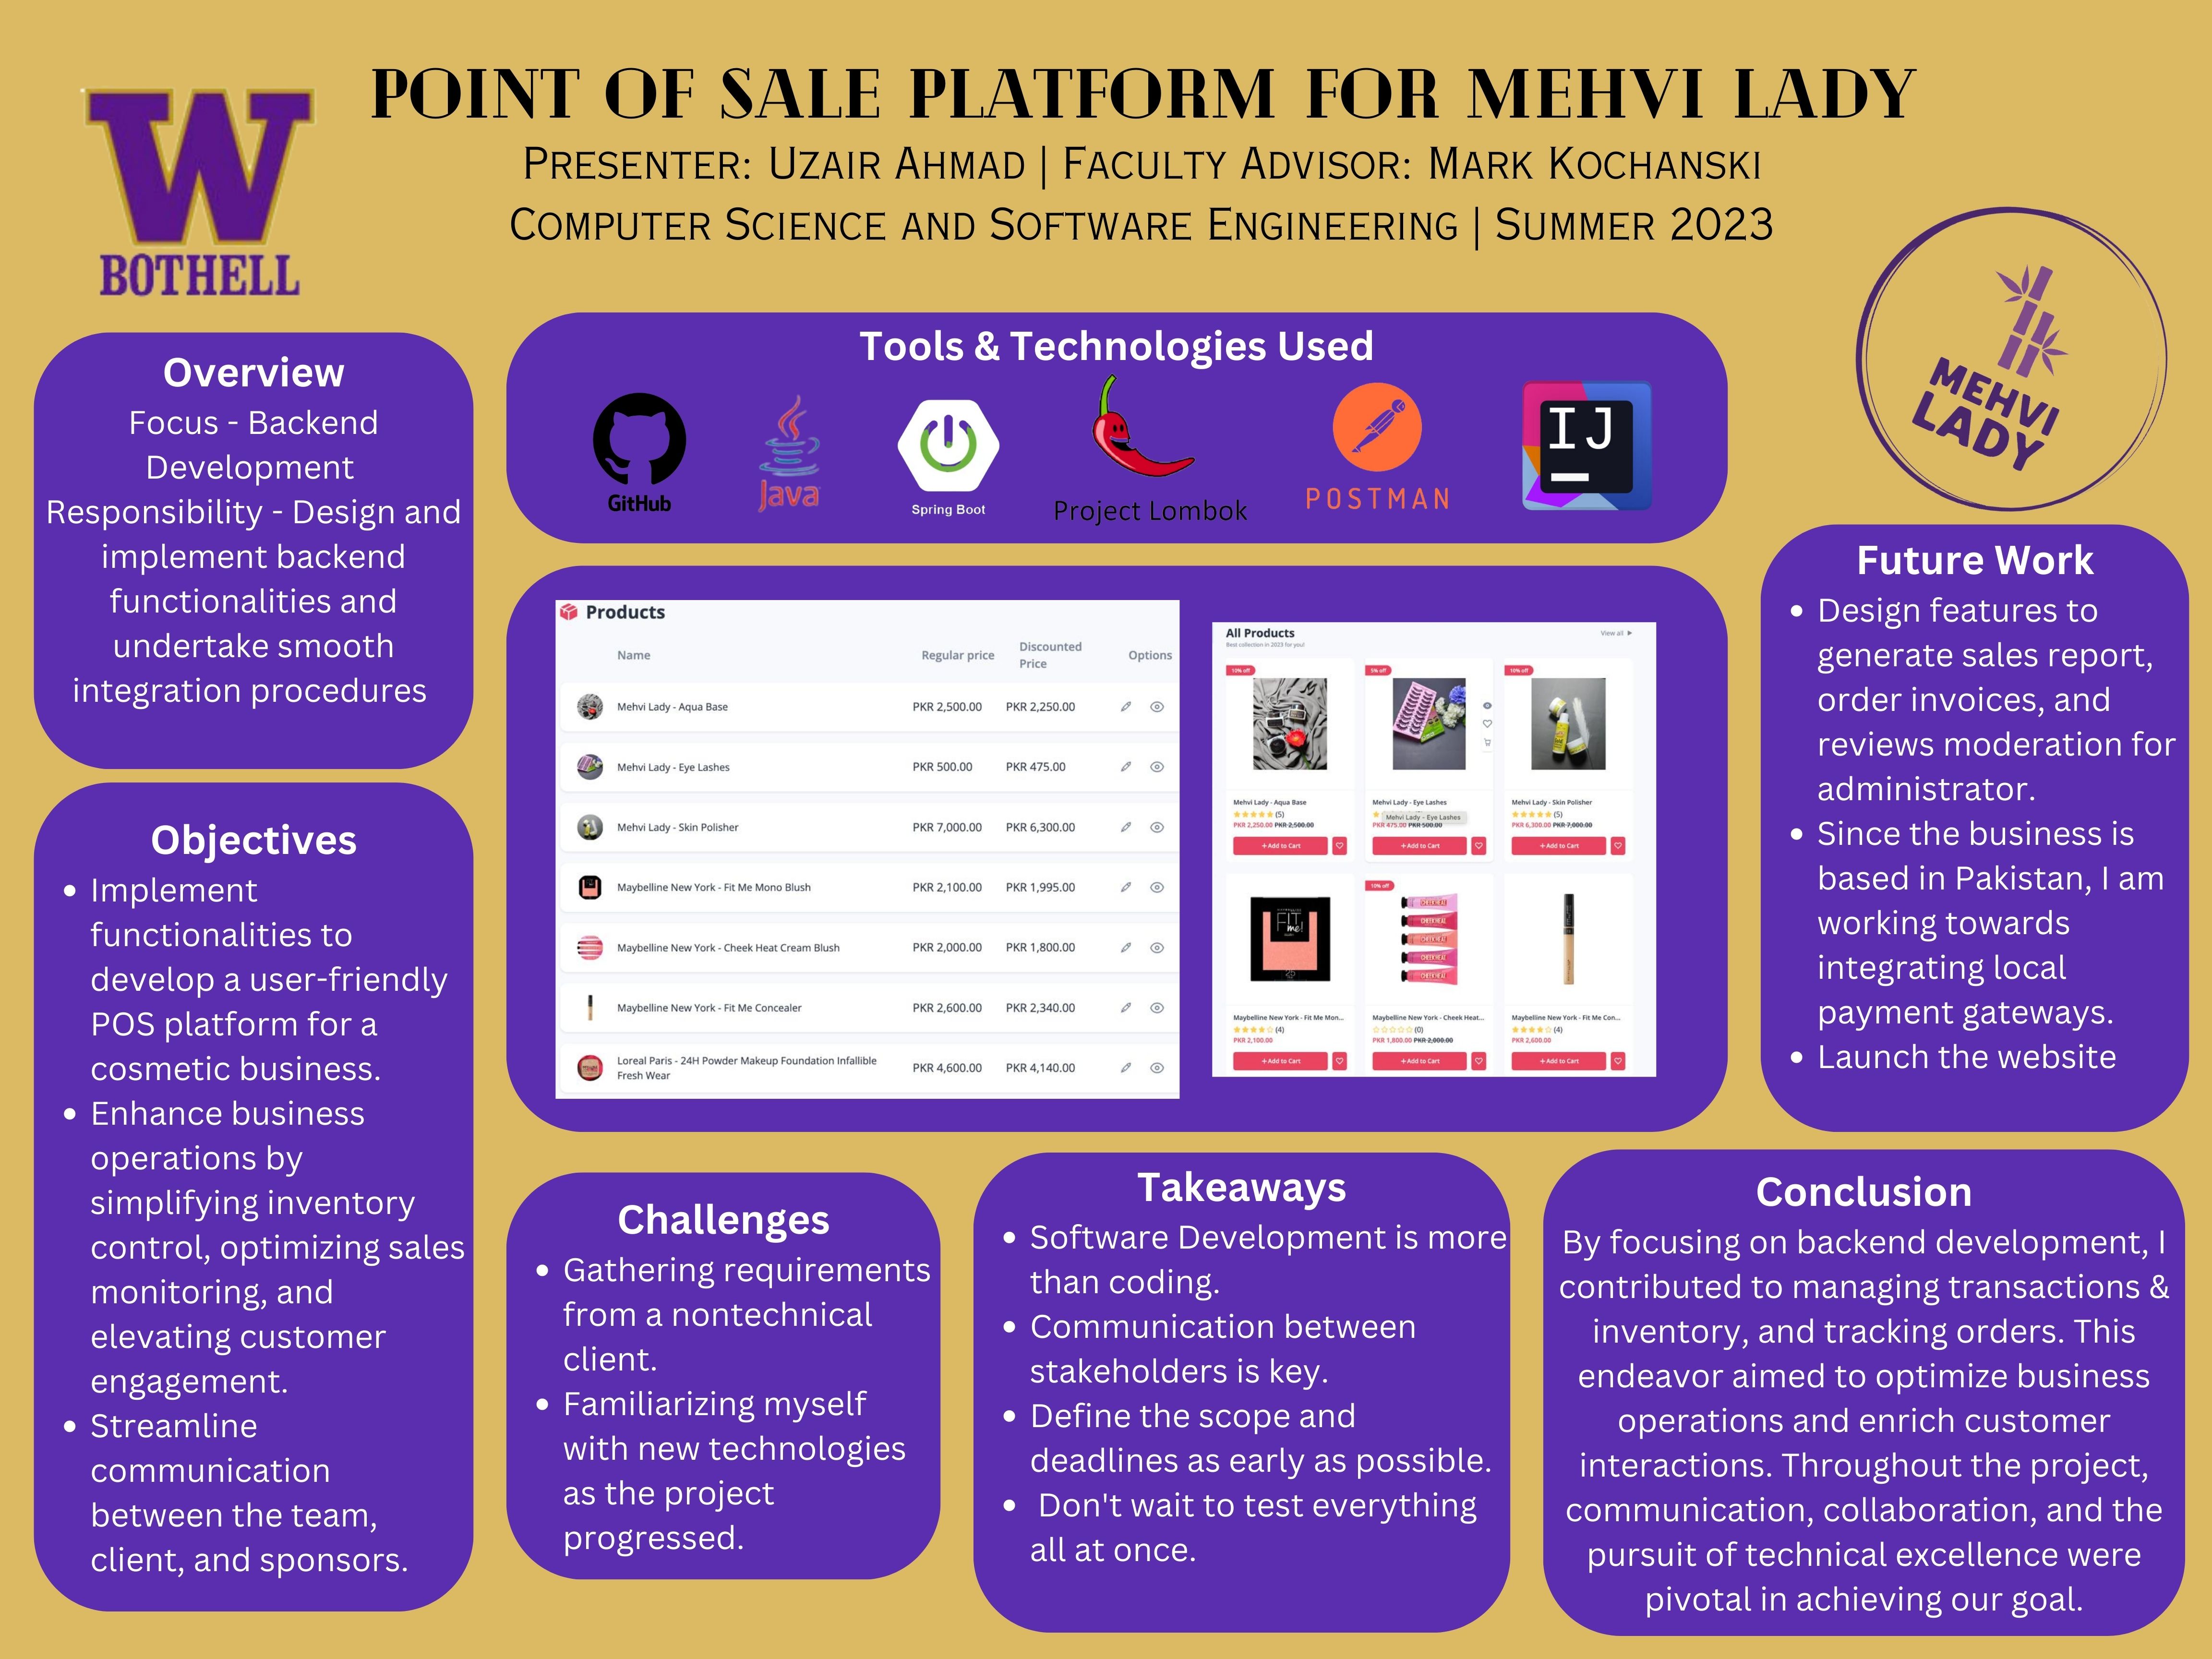 W
BOTHELL
POINT OF SALE PLATFORM FOR MEHVI LADY
PRESENTER: UZAIR AHMAD | FACULTY ADVISOR: MARK KOCHANSKI
COMPUTER SCIENCE AND SOFTWARE ENGINEERING | SUMMER 2023
MEHVI
LADY
Overview
Focus - Backend
Development
Responsibility - Design and
implement backend
functionalities and
undertake smooth
integration procedures
Objectives
• Implement
functionalities to
develop a user-friendly
POS platform for a
cosmetic business.
• Enhance business
operations by
simplifying inventory
control, optimizing sales
monitoring, and
elevating customer
engagement.
• Streamline
communication
between the team,
client, and sponsors.
Tools & Technologies Used
GitHub
Java
Spring Boot
Project Lombok
POSTMAN
IJ
Products
Name Regular price Discounted Price Options
Mehvi Lady - Aqua Base PKR 2,500.00 PKR 2,250.00
Mehvi Lady - Eye Lashes PKR 500.00 PKR 475.00
Mehvi Lady - Skin Polisher PKR 7,000.00 PKR 6,300.00
Maybelline New York - Fit Me Mono Blush PKR 2,100.00 PKR 1,995.00
Maybelline New York - Cheek Heat Cream Blush PKR 2,000.00 PKR 1,800.00
Maybelline New York - Fit Me Concealer PKR 2,600.00 PKR 2,340.00
Loreal Paris - 24H Powder Makeup Foundation Infallible
Fresh Wear PKR 4,600.00 PKR 4,140.00
All Products View all
Best collection in 2023 for you!
10% off 5% off 10% off
Mehvi Lady - Aqua Base Mehvi Lady - Eye Lashes Mehvi Lady - Skin Polisher
(5) (5)
Mehvi Lady - Eye Lashes
PKR 2,250.00 PKR 2,500.00 PKR 475.00 PKR 500.00 PKR 6,300.00 PKR 7,000.00
+ Add to Cart + Add to Cart + Add to Cart
10% off
FIT
me!
CHEEK HEAT
CHEEK HEAT
CHEEK HEAT
CHEEK HEAT
CHEEK HEAT
Maybelline New York - Fit Me Mon... Maybelline New York - Cheek Heat... Maybelline New York - Fit Me Con...
(4) (0) (4)
PKR 2,100.00 PKR 1,800.00 PKR 2,000.00 PKR 2,600.00
+ Add to Cart + Add to Cart + Add to Cart
Future Work
• Design features to
generate sales report,
order invoices, and
reviews moderation for
administrator.
• Since the business is
based in Pakistan, I am
working towards
integrating local
payment gateways.
• Launch the website
Challenges
• Gathering requirements
from a nontechnical
client.
• Familiarizing myself
with new technologies
as the project
progressed.
Takeaways
• Software Development is more
than coding.
• Communication between
stakeholders is key.
• Define the scope and
deadlines as early as possible.
• Don't wait to test everything
all at once.
Conclusion
By focusing on backend development, I
contributed to managing transactions &
inventory, and tracking orders. This
endeavor aimed to optimize business
operations and enrich customer
interactions. Throughout the project,
communication, collaboration, and the
pursuit of technical excellence were
pivotal in achieving our goal.